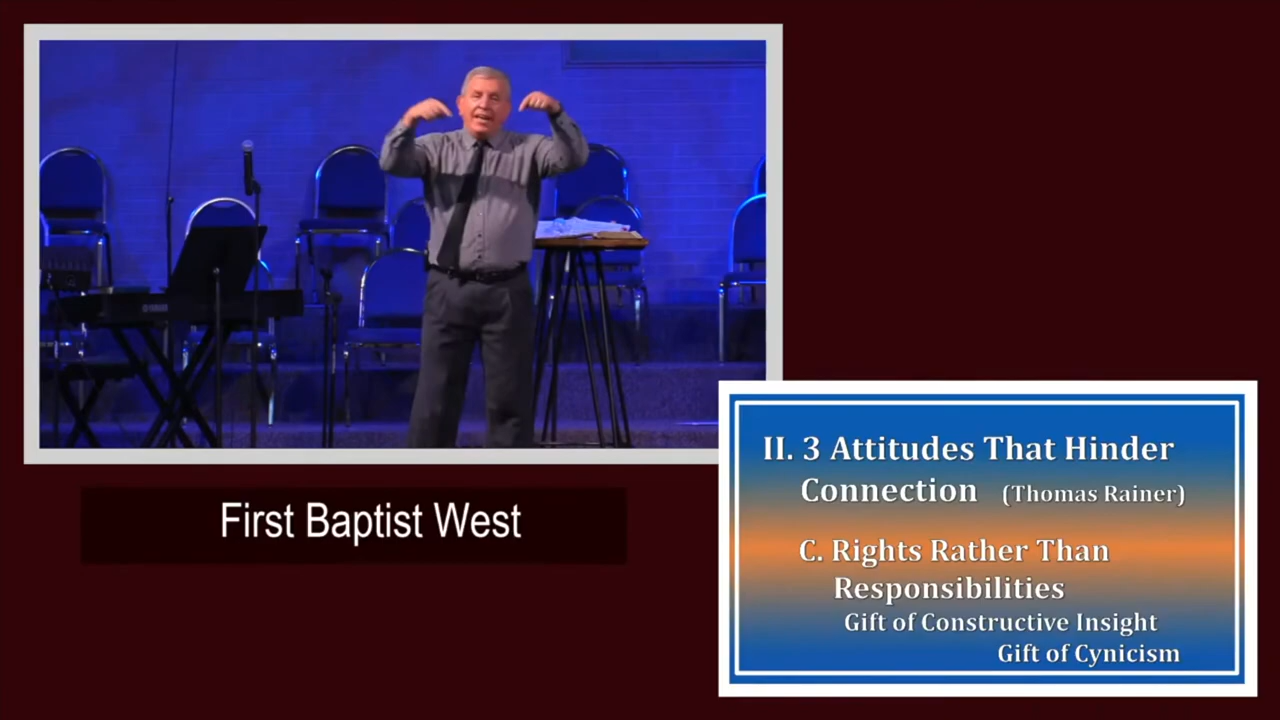 YAMAHA
First Baptist West
II. 3 Attitudes That Hinder
Connection (Thomas Rainer)
C. Rights Rather Than
Responsibilities
Gift of Constructive Insight
Gift of Cynicism